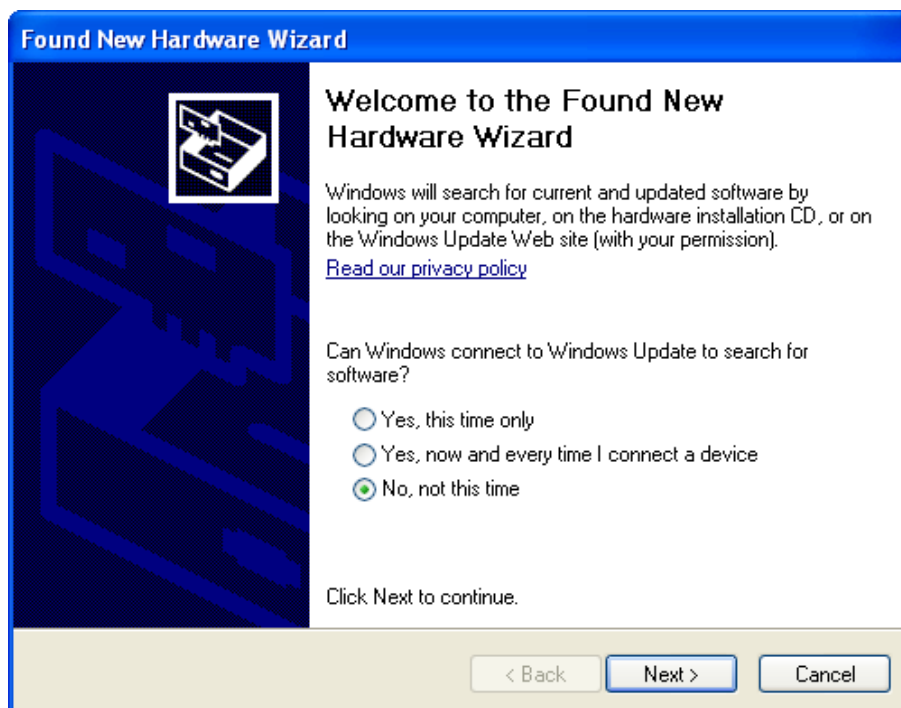 Found New Hardware Wizard
Welcome to the Found New
Hardware Wizard
Windows will search for current and updated software by
looking on your computer, on the hardware installation CD, or on
the Windows Update Web site (with your permission).
Read our privacy policy
Can Windows connect to Windows Update to search for
software?
Yes, this time only
Yes, now and every time I connect a device
No, not this time
Click Next to continue.
< Back Next > Cancel